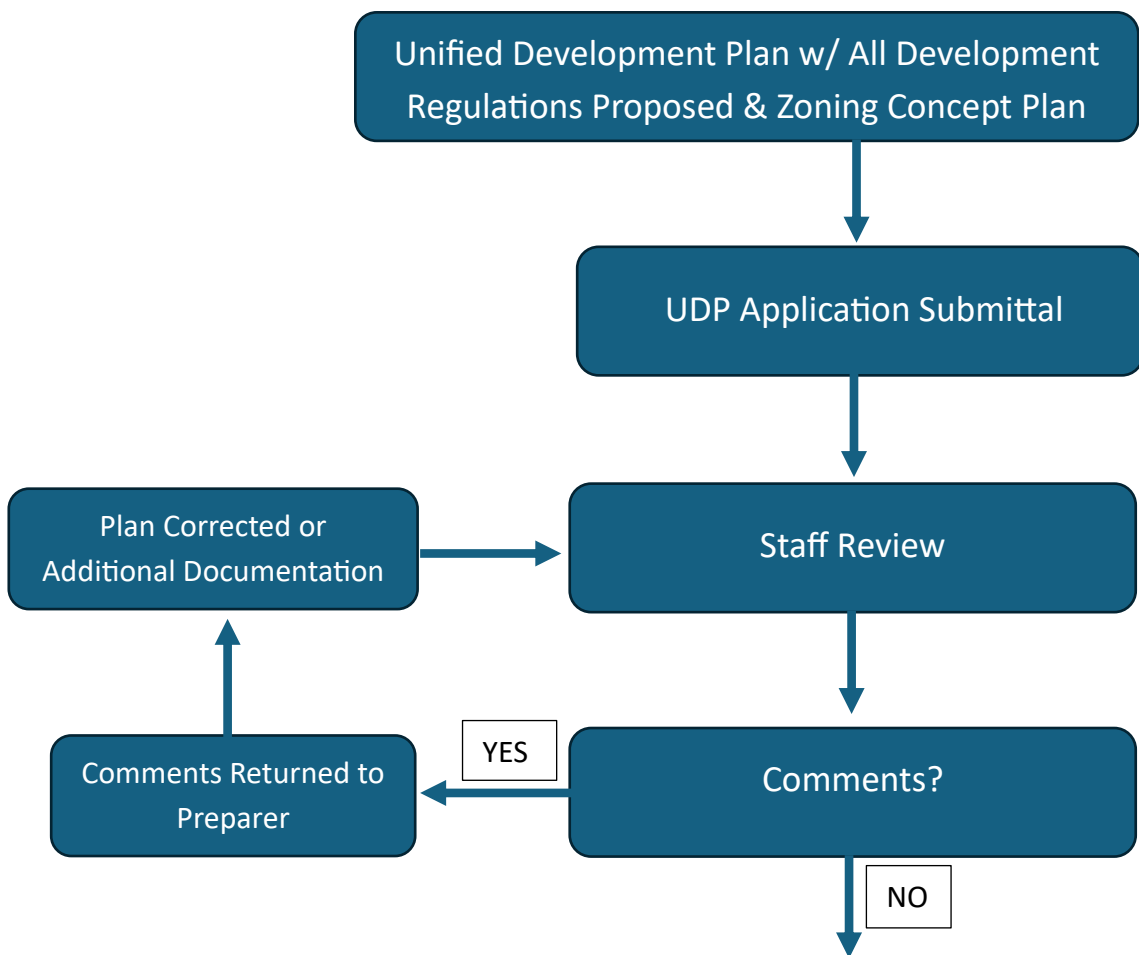 Unified Development Plan w/ All Development
Regulations Proposed & Zoning Concept Plan
UDP Application Submittal
Plan Corrected or
Additional Documentation
Staff Review
Comments Returned to
Preparer
YES
Comments?
NO